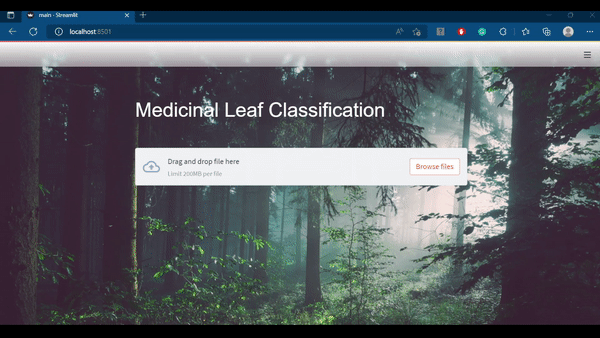 main · Streamlit
localhost:8501
Medicinal Leaf Classification
Drag and drop file here
Limit 200MB per file
Browse files